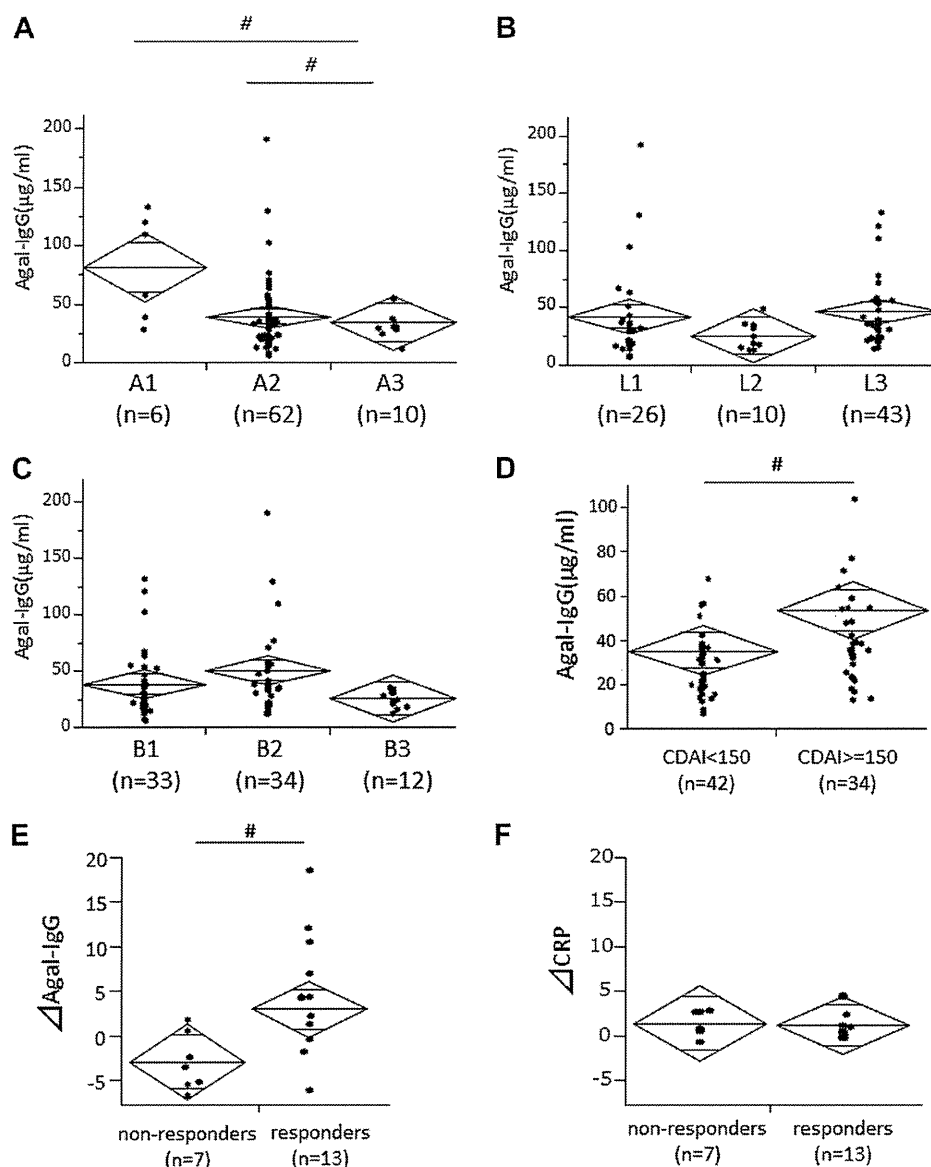 A
#
#
Agal-IgG(μg/ml)
200
150
100
50
0
A1 A2 A3
(n=6) (n=62) (n=10)
B
Agal-IgG(μg/ml)
200
150
100
50
0
L1 L2 L3
(n=26) (n=10) (n=43)
C
Agal-IgG(μg/ml)
200
150
100
50
0
B1 B2 B3
(n=33) (n=34) (n=12)
D
#
Agal-IgG(μg/ml)
100
80
60
40
20
0
CDAI<150 CDAI>=150
(n=42) (n=34)
E
#
⊿Agal-IgG
20
15
10
5
0
-5
non-responders responders
(n=7) (n=13)
F
⊿CRP
20
15
10
5
0
-5
non-responders responders
(n=7) (n=13)